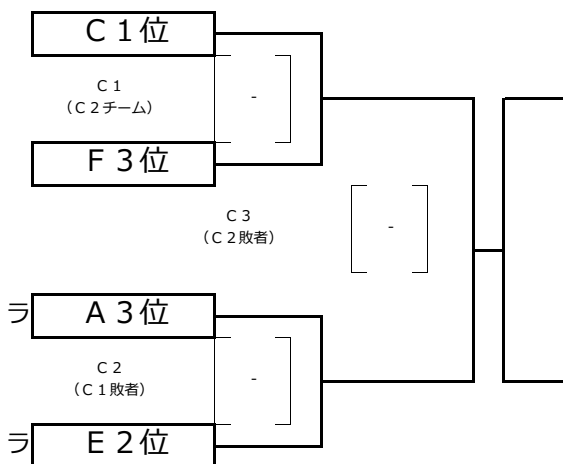 C1位
C1
(C2チーム)
-
F3位
C3
(C2敗者)
-
ラ A3位
C2
(C1敗者)
-
ラ E2位